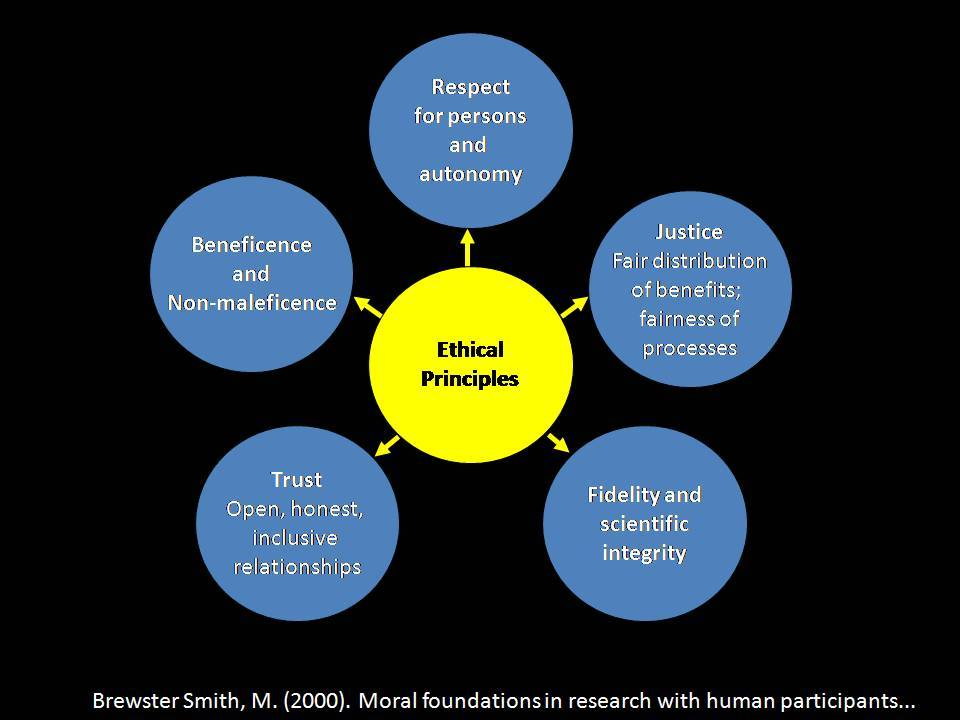 Respect
for persons
and
autonomy
Beneficence
and
Non-maleficence
Justice
Fair distribution
of benefits;
fairness of
processes
Ethical
Principles
Trust
Open, honest,
inclusive
relationships
Fidelity and
scientific
integrity
Brewster Smith, M. (2000). Moral foundations in research with human participants...